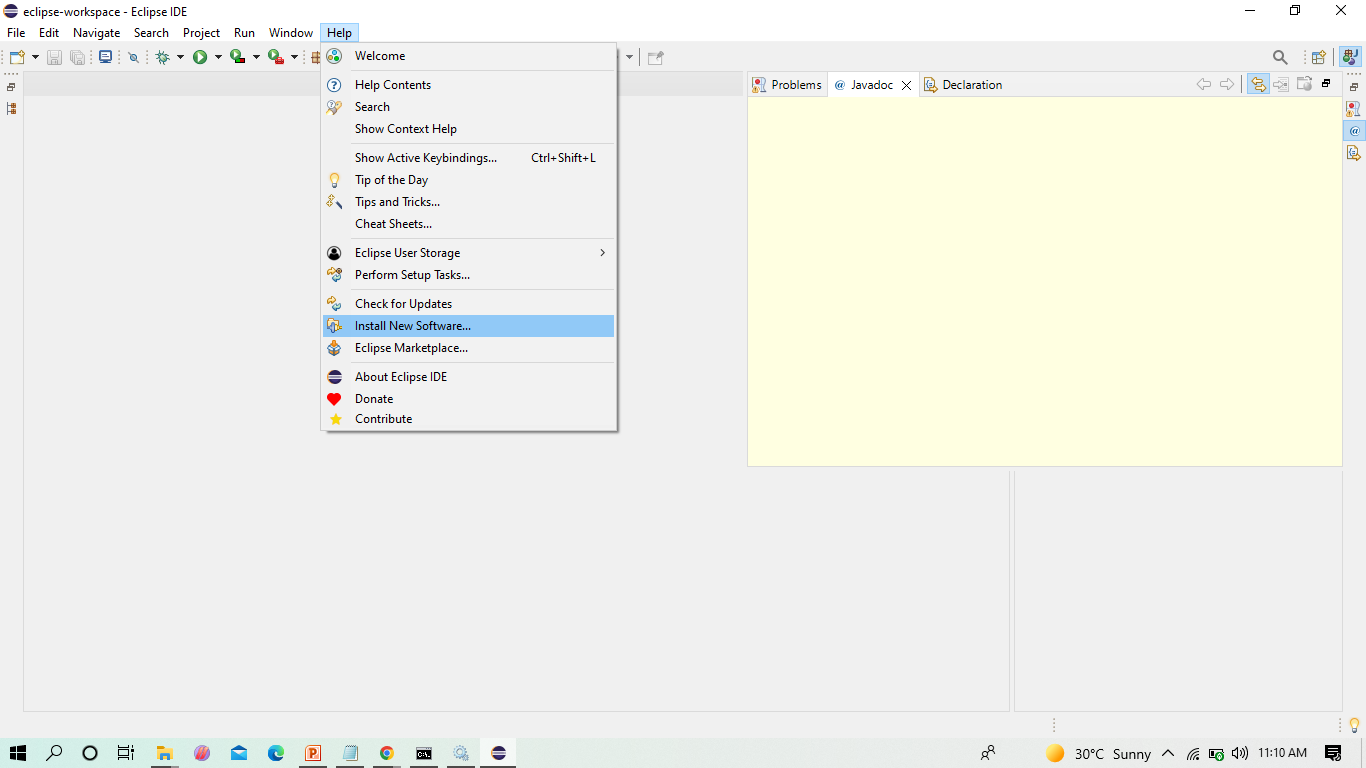 eclipse-workspace - Eclipse IDE
File Edit Navigate Search Project Run Window Help
Welcome
Help Contents
Search
Show Context Help
Show Active Keybindings... Ctrl+Shift+L
Tip of the Day
Tips and Tricks...
Cheat Sheets...
Eclipse User Storage
Perform Setup Tasks...
Check for Updates
Install New Software...
Eclipse Marketplace...
About Eclipse IDE
Donate
Contribute
Problems @ Javadoc Declaration
30°C Sunny 11:10 AM